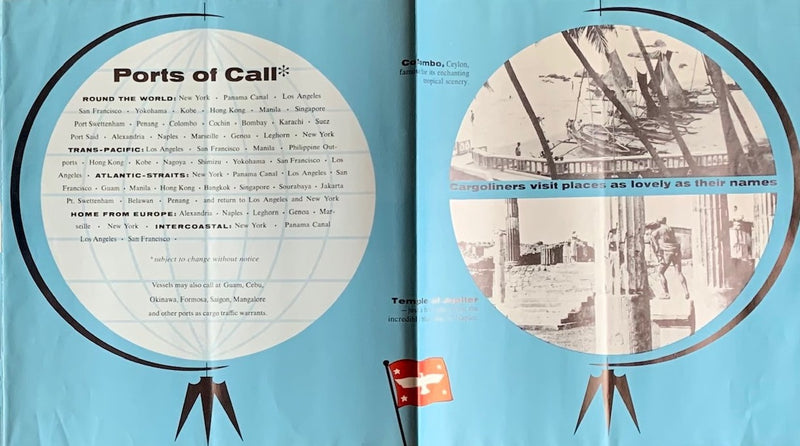 Ports of Call*
ROUND THE WORLD: New York • Panama Canal • Los Angeles
San Francisco • Yokohama • Kobe • Hong Kong • Manila • Singapore
Port Swettenham • Penang • Colombo • Cochin • Bombay • Karachi • Suez
Port Said • Alexandria • Naples • Marseille • Genoa • Leghorn • New York
TRANS-PACIFIC: Los Angeles • San Francisco • Manila • Philippine Out-
ports • Hong Kong • Kobe • Nagoya • Shimizu • Yokohama • San Francisco • Los
Angeles • ATLANTIC-STRAITS: New York • Panama Canal • Los Angeles • San
Francisco • Guam • Manila • Hong Kong • Bangkok • Singapore • Sourabaya • Jakarta
Pt. Swettenham • Belawan • Penang • and return to Los Angeles and New York
HOME FROM EUROPE: Alexandria • Naples • Leghorn • Genoa • Mar-
seille • New York • INTERCOASTAL: New York • Panama Canal
Los Angeles • San Francisco •
*subject to change without notice
Vessels may also call at Guam, Cebu,
Okinawa, Formosa, Saigon, Mangalore
and other ports as cargo traffic warrants.
Colombo, Ceylon,
famous for its enchanting
tropical scenery.
Cargoliners visit places as lovely as their names
Temple of Jupiter
incredible